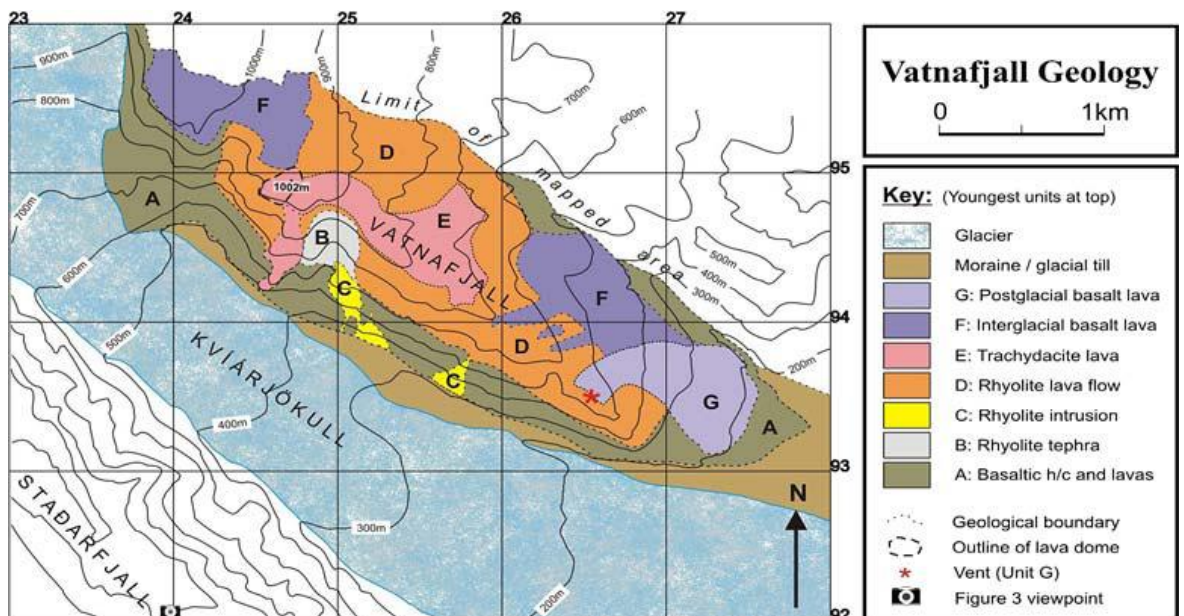 23
24
25
26
27
95
94
93
92
900m
800m
700m
600m
500m
400m
300m
200m
1000m
900m
800m
700m
600m
500m
400m
300m
200m
Limit of mapped area
1002m
A
B
C
C
D
D
E
F
F
G
A
VATNAFJALL
KVÍÁRJÖKULL
STAÐARFJALL
N
Vatnafjall Geology
0 1km
Key: (Youngest units at top)
Glacier
Moraine / glacial till
G: Postglacial basalt lava
F: Interglacial basalt lava
E: Trachydacite lava
D: Rhyolite lava flow
C: Rhyolite intrusion
B: Rhyolite tephra
A: Basaltic h/c and lavas
Geological boundary
Outline of lava dome
Vent (Unit G)
Figure 3 viewpoint